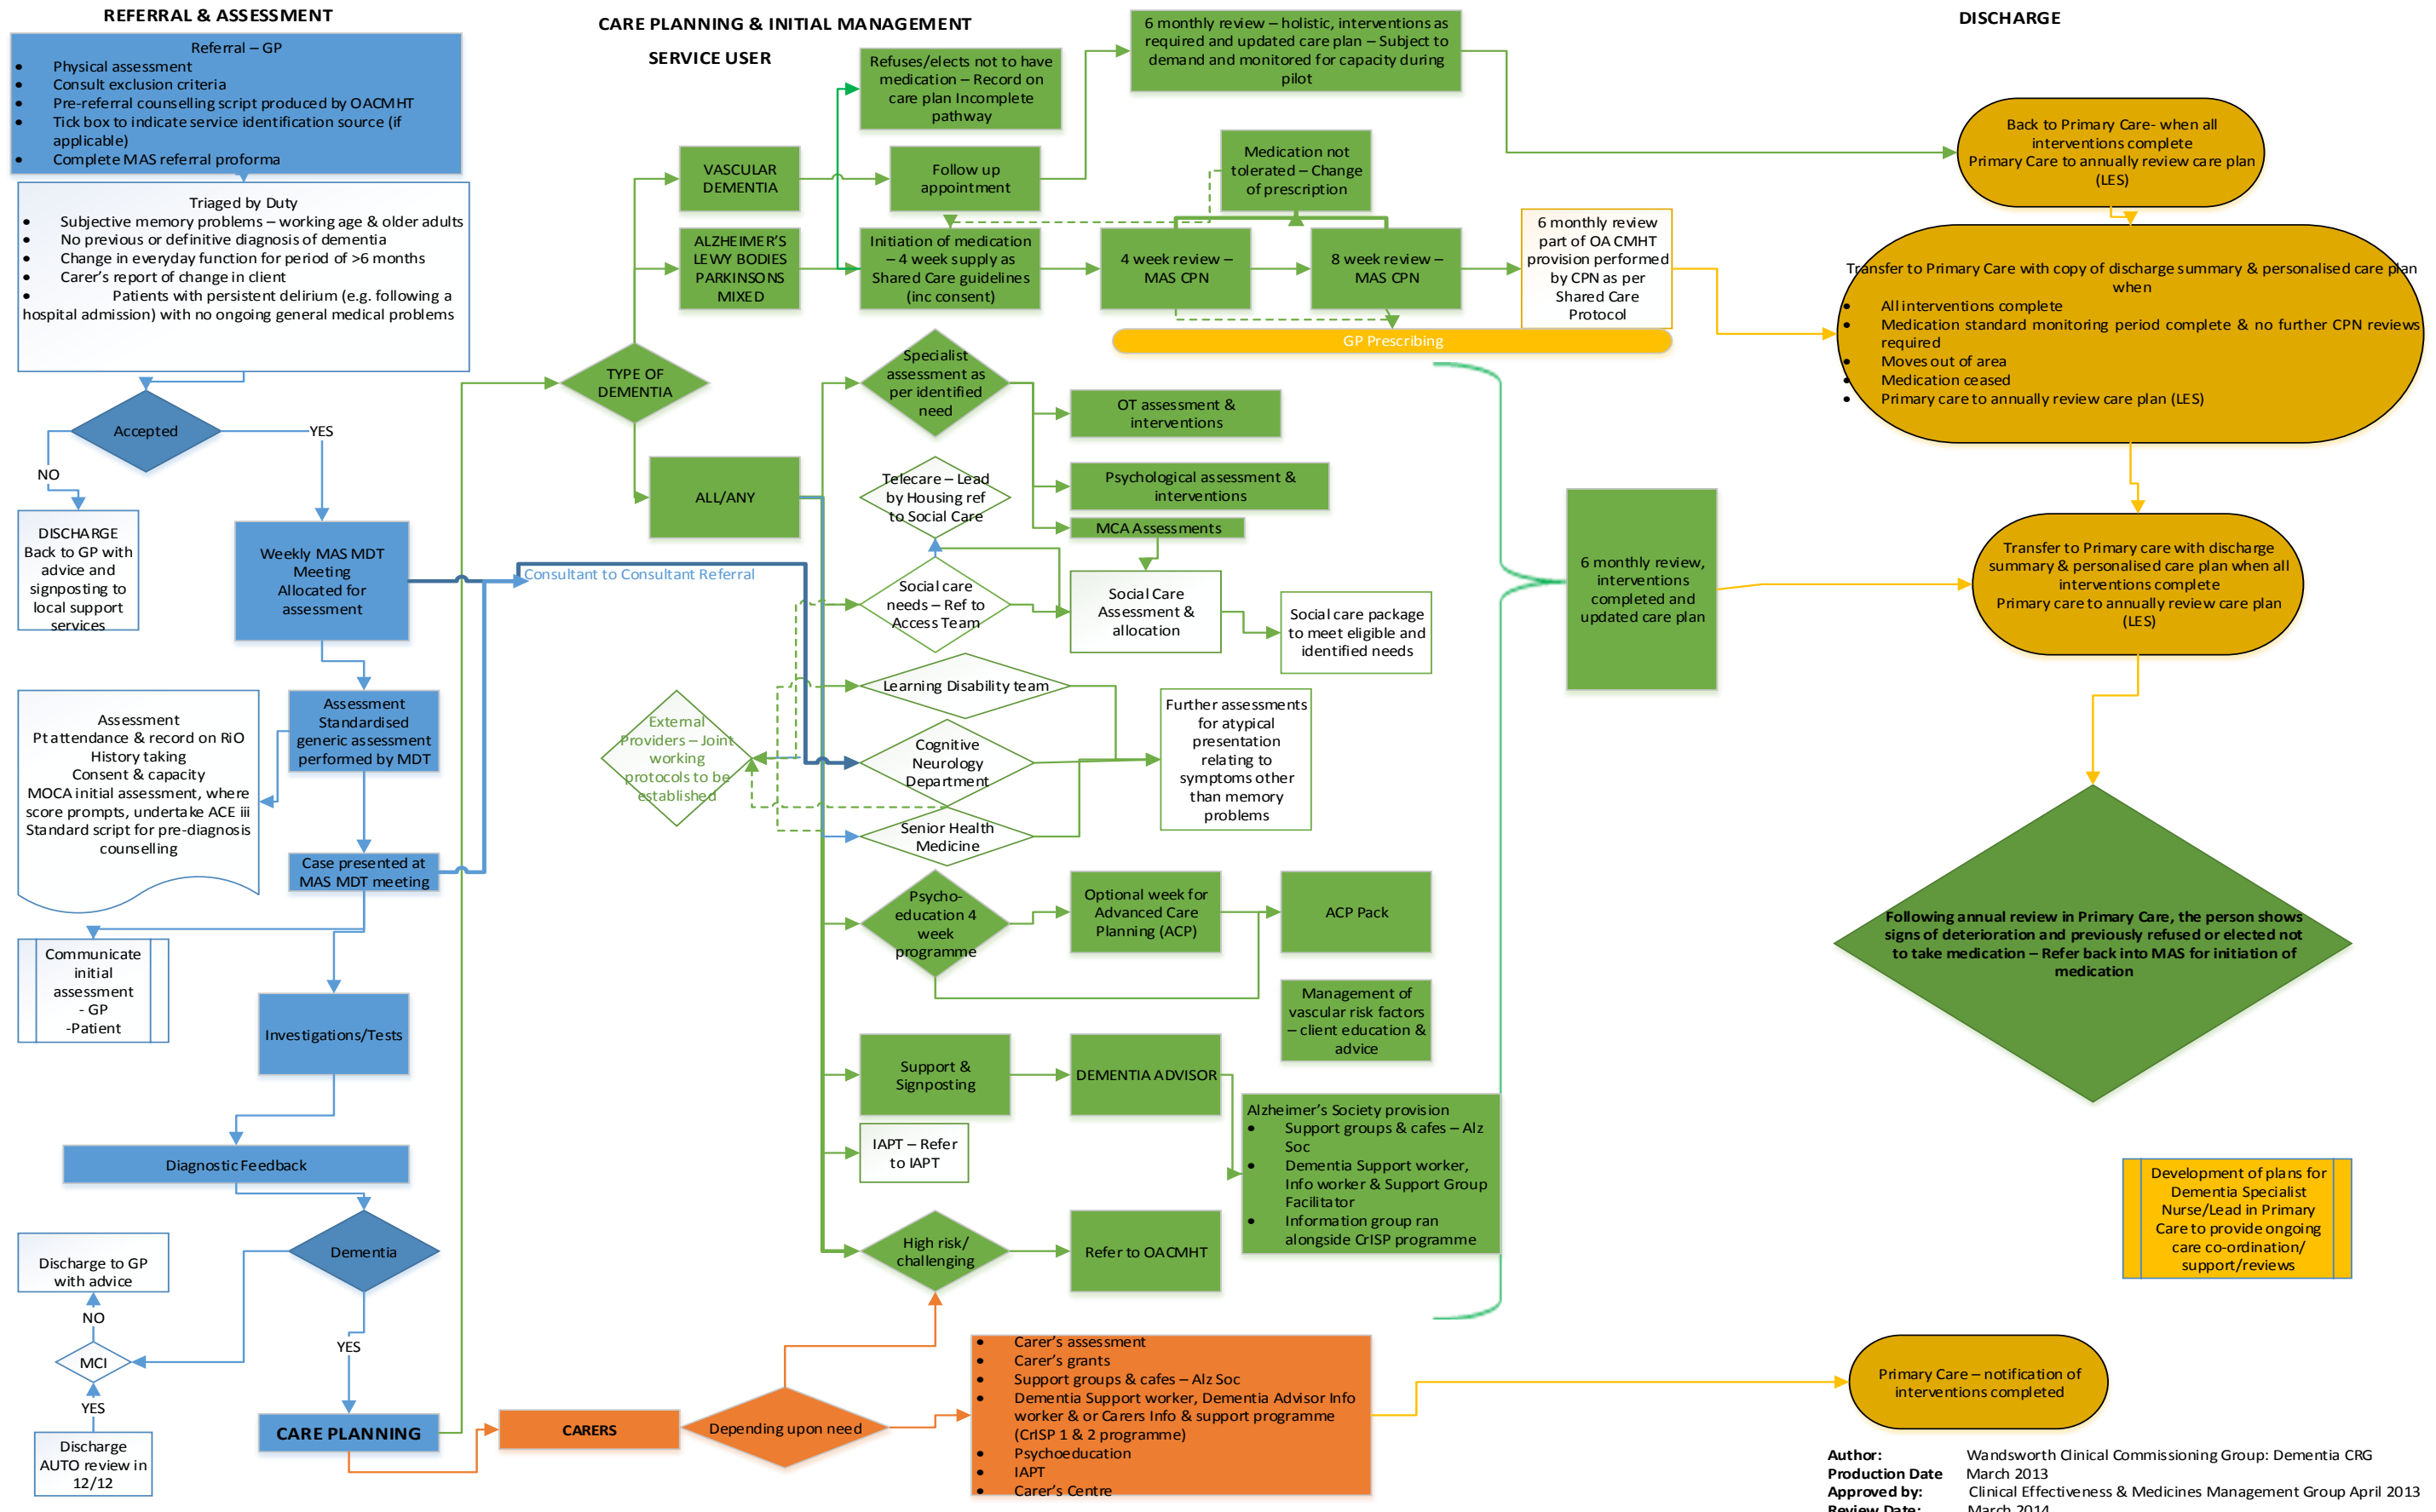 REFERRAL & ASSESSMENT
Referral – GP
• Physical assessment
• Consult exclusion criteria
• Pre-referral counselling script produced by OACMHT
• Tick box to indicate service identification source (if
applicable)
• Complete MAS referral proforma
Triaged by Duty
• Subjective memory problems – working age & older adults
• No previous or definitive diagnosis of dementia
• Change in everyday function for period of >6 months
• Carer's report of change in client
• Patients with persistent delirium (e.g. following a
hospital admission) with no ongoing general medical problems
Accepted
YES
NO
DISCHARGE
Back to GP with
advice and
signposting to
local support
services
Weekly MAS MDT
Meeting
Allocated for
assessment
Assessment
Standardised
generic assessment
performed by MDT
Assessment
Pt attendance & record on RiO
History taking
Consent & capacity
MOCA initial assessment, where
score prompts, undertake ACE iii
Standard script for pre-diagnosis
counselling
Case presented at
MAS MDT meeting
Communicate
initial
assessment
- GP
-Patient
Investigations/Tests
Diagnostic Feedback
Dementia
Discharge to GP
with advice
NO
MCI
YES
Discharge
AUTO review in
12/12
YES
CARE PLANNING
CARE PLANNING & INITIAL MANAGEMENT
SERVICE USER
Refuses/elects not to have
medication – Record on
care plan Incomplete
pathway
6 monthly review – holistic, interventions as
required and updated care plan – Subject to
demand and monitored for capacity during
pilot
VASCULAR
DEMENTIA
Follow up
appointment
Medication not
tolerated – Change
of prescription
ALZHEIMER'S
LEWY BODIES
PARKINSONS
MIXED
Initiation of medication
– 4 week supply as
Shared Care guidelines
(inc consent)
4 week review –
MAS CPN
8 week review –
MAS CPN
6 monthly review
part of OA CMHT
provision performed
by CPN as per
Shared Care
Protocol
GP Prescribing
TYPE OF
DEMENTIA
ALL/ANY
Specialist
assessment as
per identified
need
OT assessment &
interventions
Psychological assessment &
interventions
MCA Assessments
Telecare – Lead
by Housing ref
to Social Care
Consultant to Consultant Referral
Social care
needs – Ref to
Access Team
Social Care
Assessment &
allocation
Social care package
to meet eligible and
identified needs
Learning Disability team
External
Providers – Joint
working
protocols to be
established
Cognitive
Neurology
Department
Senior Health
Medicine
Further assessments
for atypical
presentation
relating to
symptoms other
than memory
problems
Psycho-
education 4
week
programme
Optional week for
Advanced Care
Planning (ACP)
ACP Pack
Management of
vascular risk factors
– client education &
advice
Support &
Signposting
DEMENTIA ADVISOR
IAPT – Refer
to IAPT
Alzheimer's Society provision
• Support groups & cafes – Alz
Soc
• Dementia Support worker,
Info worker & Support Group
Facilitator
• Information group ran
alongside CrISP programme
High risk/
challenging
Refer to OACMHT
6 monthly review,
interventions
completed and
updated care plan
CARERS
Depending upon need
• Carer's assessment
• Carer's grants
• Support groups & cafes – Alz Soc
• Dementia Support worker, Dementia Advisor Info
worker & or Carers Info & support programme
(CrISP 1 & 2 programme)
• Psychoeducation
• IAPT
• Carer's Centre
DISCHARGE
Back to Primary Care- when all
interventions complete
Primary Care to annually review care plan
(LES)
Transfer to Primary Care with copy of discharge summary & personalised care plan
when
• All interventions complete
• Medication standard monitoring period complete & no further CPN reviews
required
• Moves out of area
• Medication ceased
• Primary care to annually review care plan (LES)
Transfer to Primary care with discharge
summary & personalised care plan when all
interventions complete
Primary care to annually review care plan
(LES)
Following annual review in Primary Care, the person shows
signs of deterioration and previously refused or elected not
to take medication – Refer back into MAS for initiation of
medication
Development of plans for
Dementia Specialist
Nurse/Lead in Primary
Care to provide ongoing
care co-ordination/
support/reviews
Primary Care – notification of
interventions completed
Author: Wandsworth Clinical Commissioning Group: Dementia CRG
Production Date March 2013
Approved by: Clinical Effectiveness & Medicines Management Group April 2013
Review Date: March 2014